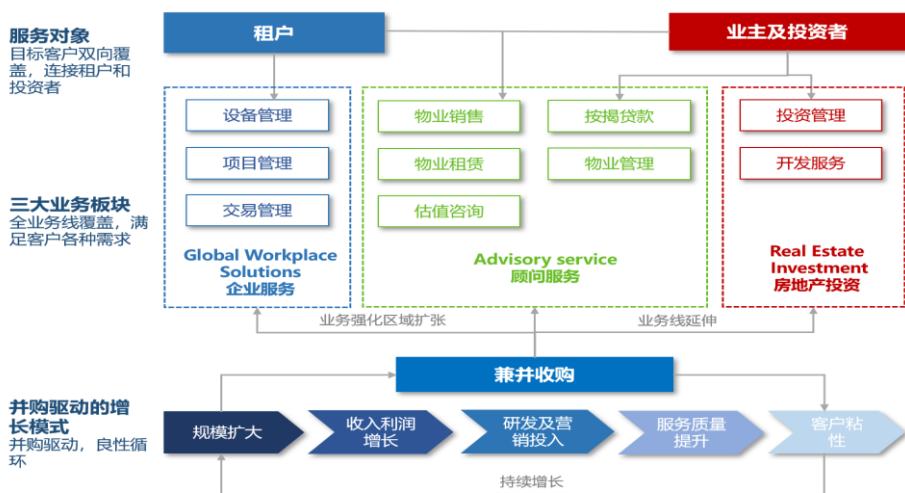 服务对象
目标客户双向覆
盖，连接租户和
投资者
租户
业主及投资者
设备管理
项目管理
交易管理
Global Workplace
Solutions
企业服务
物业销售
按揭贷款
物业租赁
物业管理
估值咨询
Advisory service
顾问服务
投资管理
开发服务
Real Estate
Investment
房地产投资
三大业务板块
全业务线覆盖，满
足客户各种需求
业务强化区域扩张
业务线延伸
兼并收购
并购驱动的增
长模式
并购驱动，良性循
环
规模扩大
收入利润
增长
研发及营
销投入
服务质量
提升
客户粘
性
持续增长